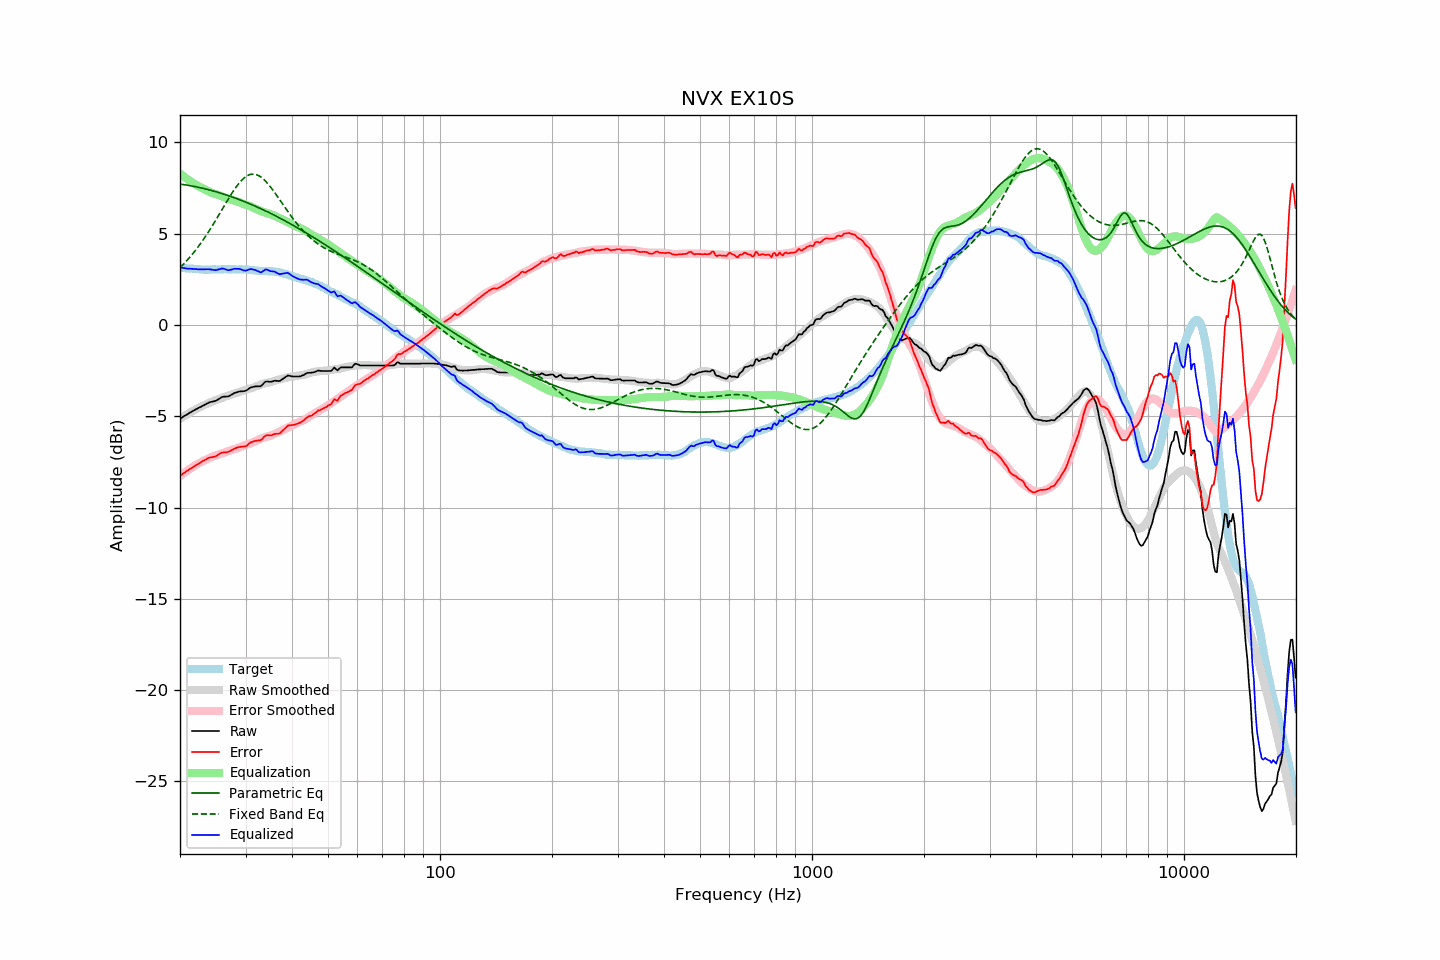 NVX EX10S
10
5
0
−5
−10
−15
−20
−25
Amplitude (dBr)
Target
Raw Smoothed
Error Smoothed
Raw
Error
Equalization
Parametric Eq
Fixed Band Eq
Equalized
100
1000
10000
Frequency (Hz)